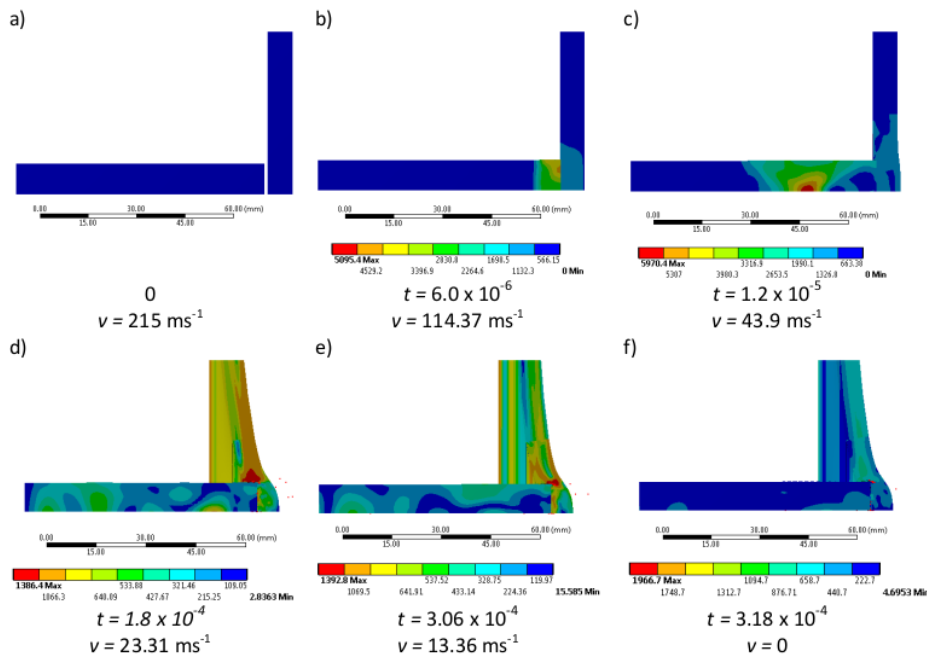 a)
b)
c)
0.00 30.00 60.00 (mm)
15.00 45.00
0.00 30.00 60.00 (mm)
15.00 45.00
0.00 30.00 60.00 (mm)
15.00 45.00
5095.4 Max 2830.8 1698.5 566.15
4529.2 3396.9 2264.6 1132.3 0 Min
5970.4 Max 3316.9 1990.1 663.38
5307 3980.3 2653.5 1326.8 0 Min
0
v = 215 ms⁻¹
t = 6.0 x 10⁻⁶
v = 114.37 ms⁻¹
t = 1.2 x 10⁻⁵
v = 43.9 ms⁻¹
d)
e)
f)
0.00 30.00 60.00 (mm)
15.00 45.00
0.00 30.00 60.00 (mm)
15.00 45.00
0.00 30.00 60.00 (mm)
15.00 45.00
1386.4 Max 533.88 321.46 109.05
640.09 427.67 215.25 2.8363 Min
1392.8 Max 537.52 328.75 119.97
1069.5 641.91 433.14 224.36 15.585 Min
1966.7 Max 1094.7 658.7 222.7
1748.7 1312.7 876.71 440.7 4.6953 Min
t = 1.8 x 10⁻⁴
v = 23.31 ms⁻¹
t = 3.06 x 10⁻⁴
v = 13.36 ms⁻¹
t = 3.18 x 10⁻⁴
v = 0